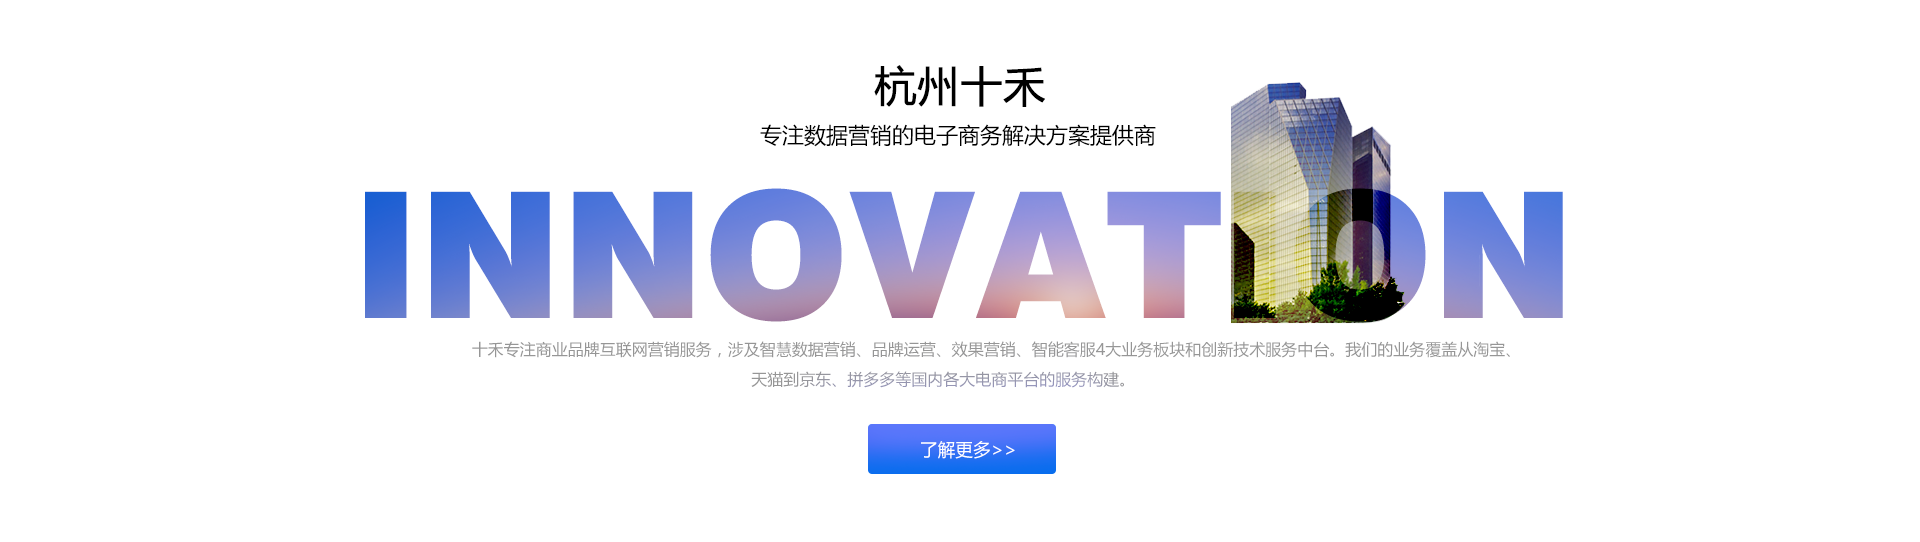 杭州十禾
专注数据营销的电子商务解决方案提供商
INNOVATION
十禾专注商业品牌互联网营销服务，涉及智慧数据营销、品牌运营、效果营销、智能客服4大业务板块和创新技术服务中台。我们的业务覆盖从淘宝、
天猫到京东、拼多多等国内各大电商平台的服务构建。
了解更多>>